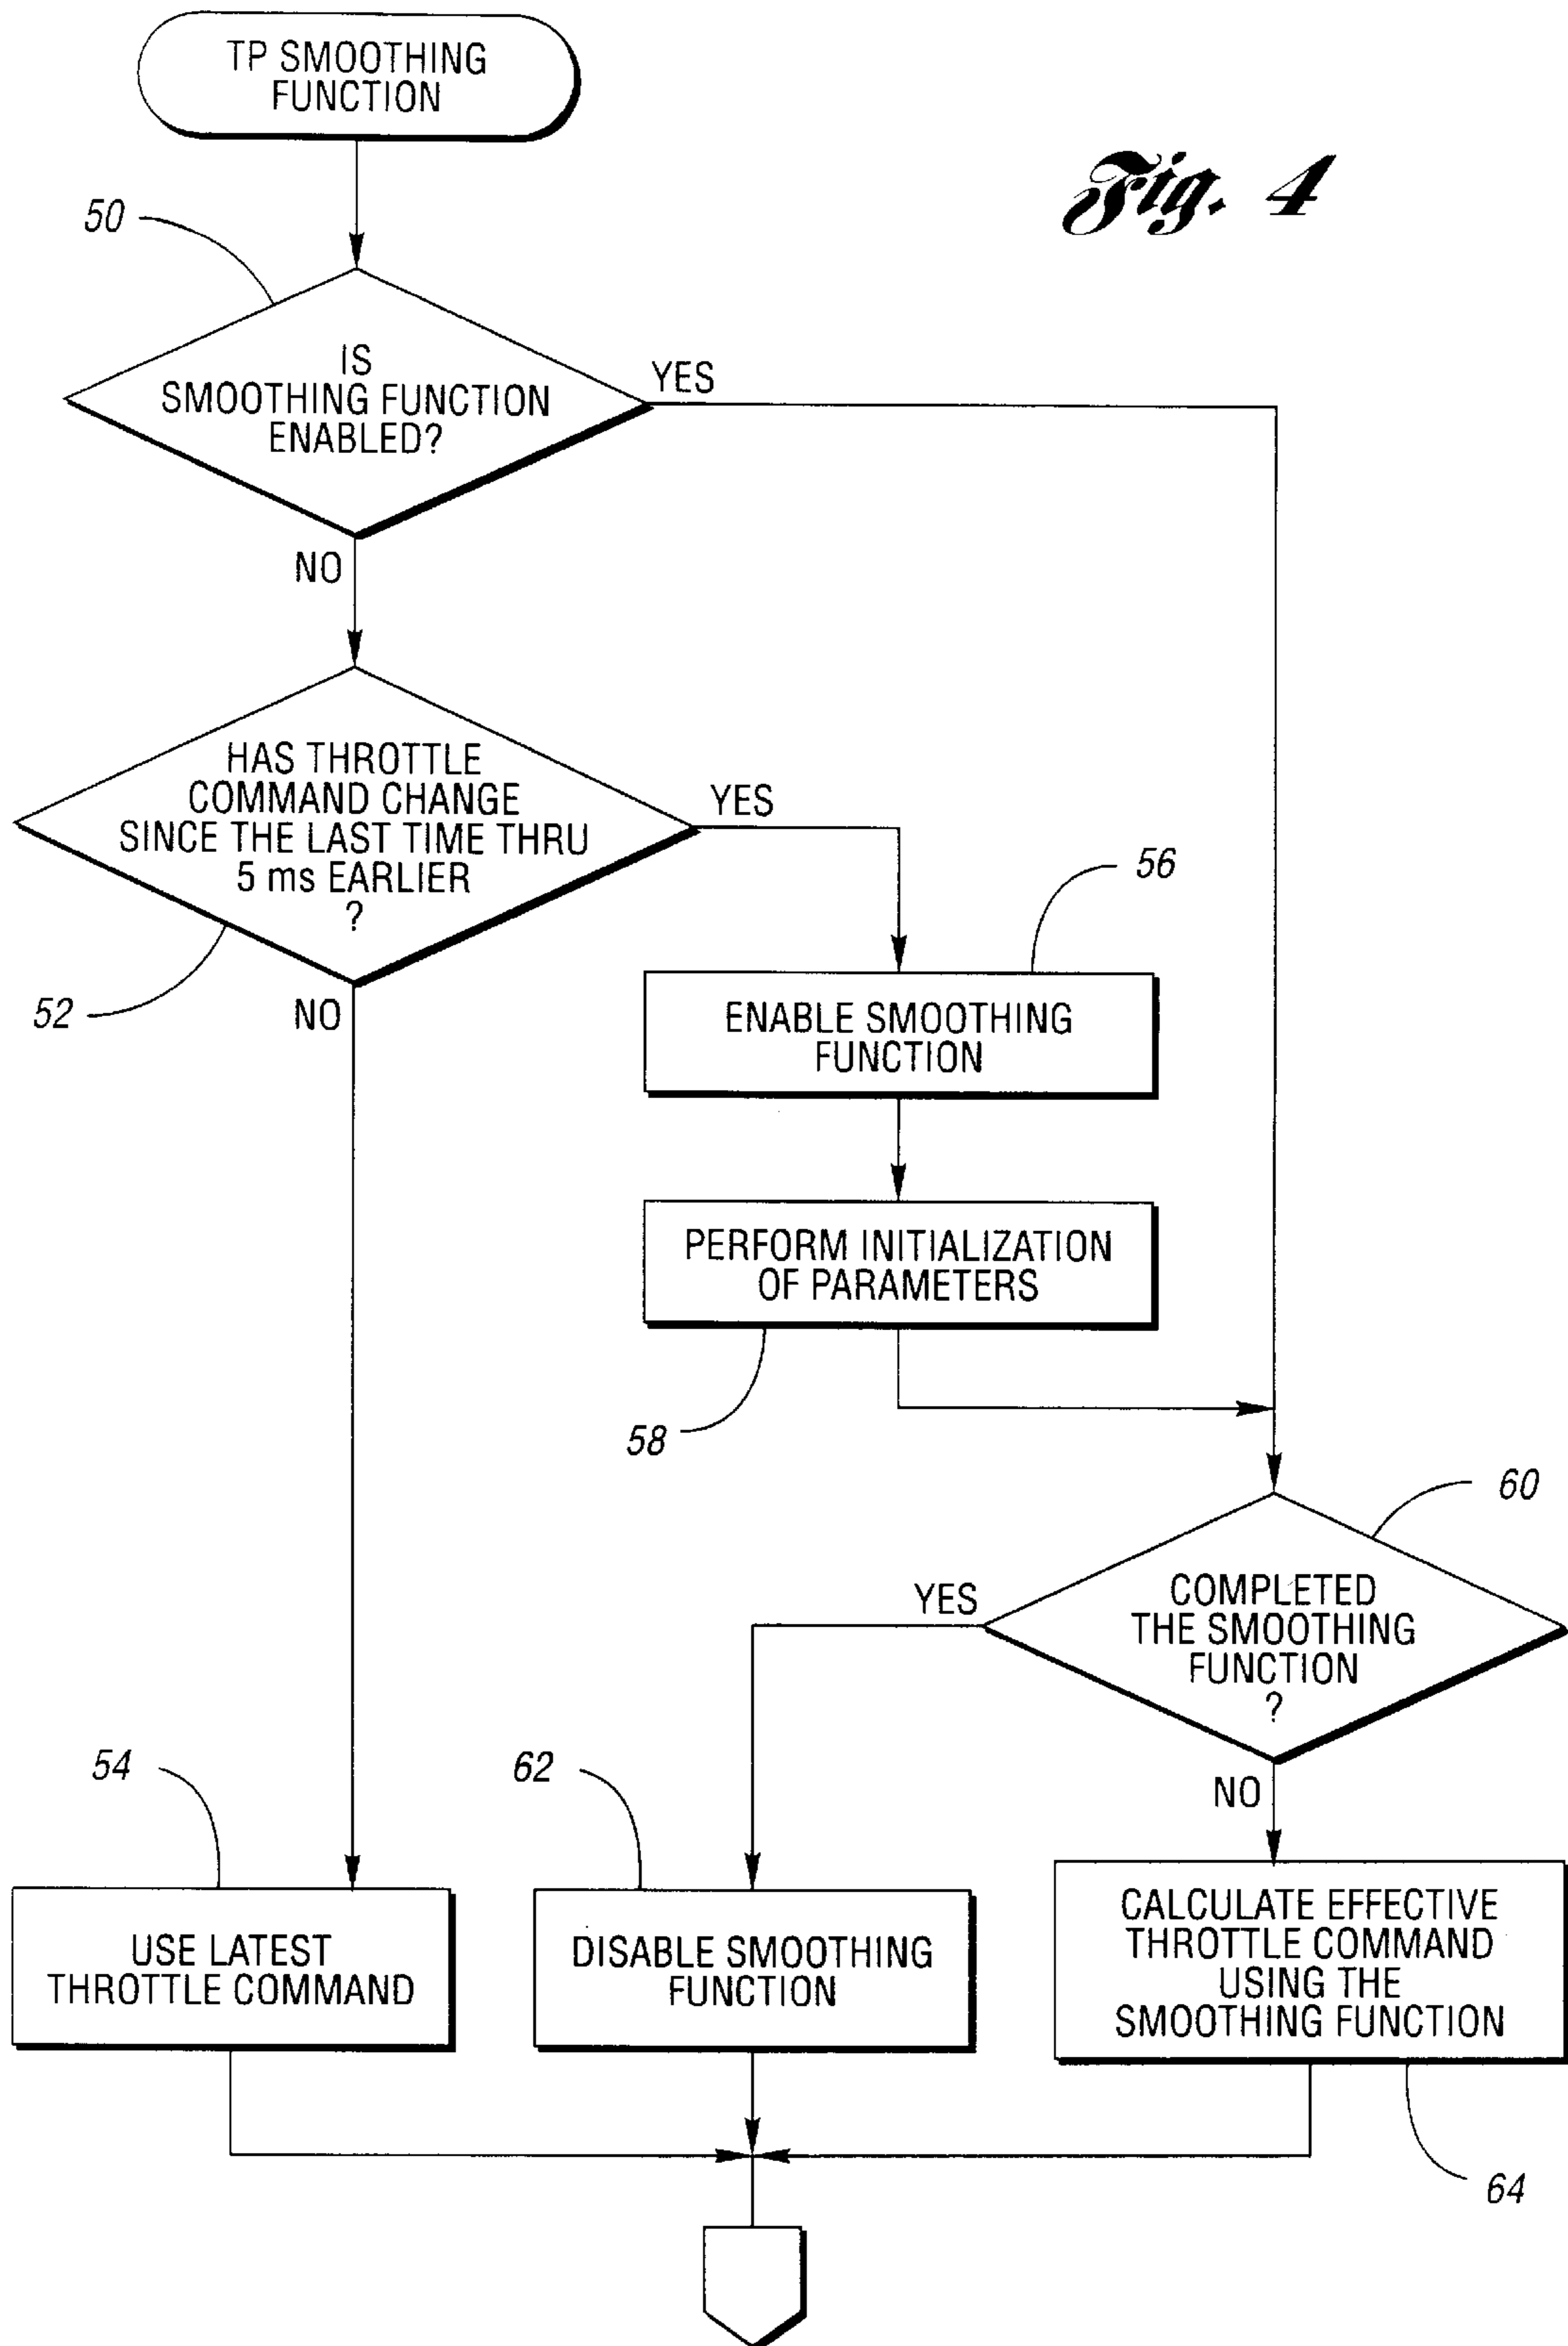 TP SMOOTHING
FUNCTION
Fig. 4
50
IS
SMOOTHING FUNCTION
ENABLED?
YES
NO
HAS THROTTLE
COMMAND CHANGE
SINCE THE LAST TIME THRU
5 ms EARLIER
?
YES
52
NO
56
ENABLE SMOOTHING
FUNCTION
PERFORM INITIALIZATION
OF PARAMETERS
58
60
COMPLETED
THE SMOOTHING
FUNCTION
?
YES
NO
54
USE LATEST
THROTTLE COMMAND
62
DISABLE SMOOTHING
FUNCTION
CALCULATE EFFECTIVE
THROTTLE COMMAND
USING THE
SMOOTHING FUNCTION
64